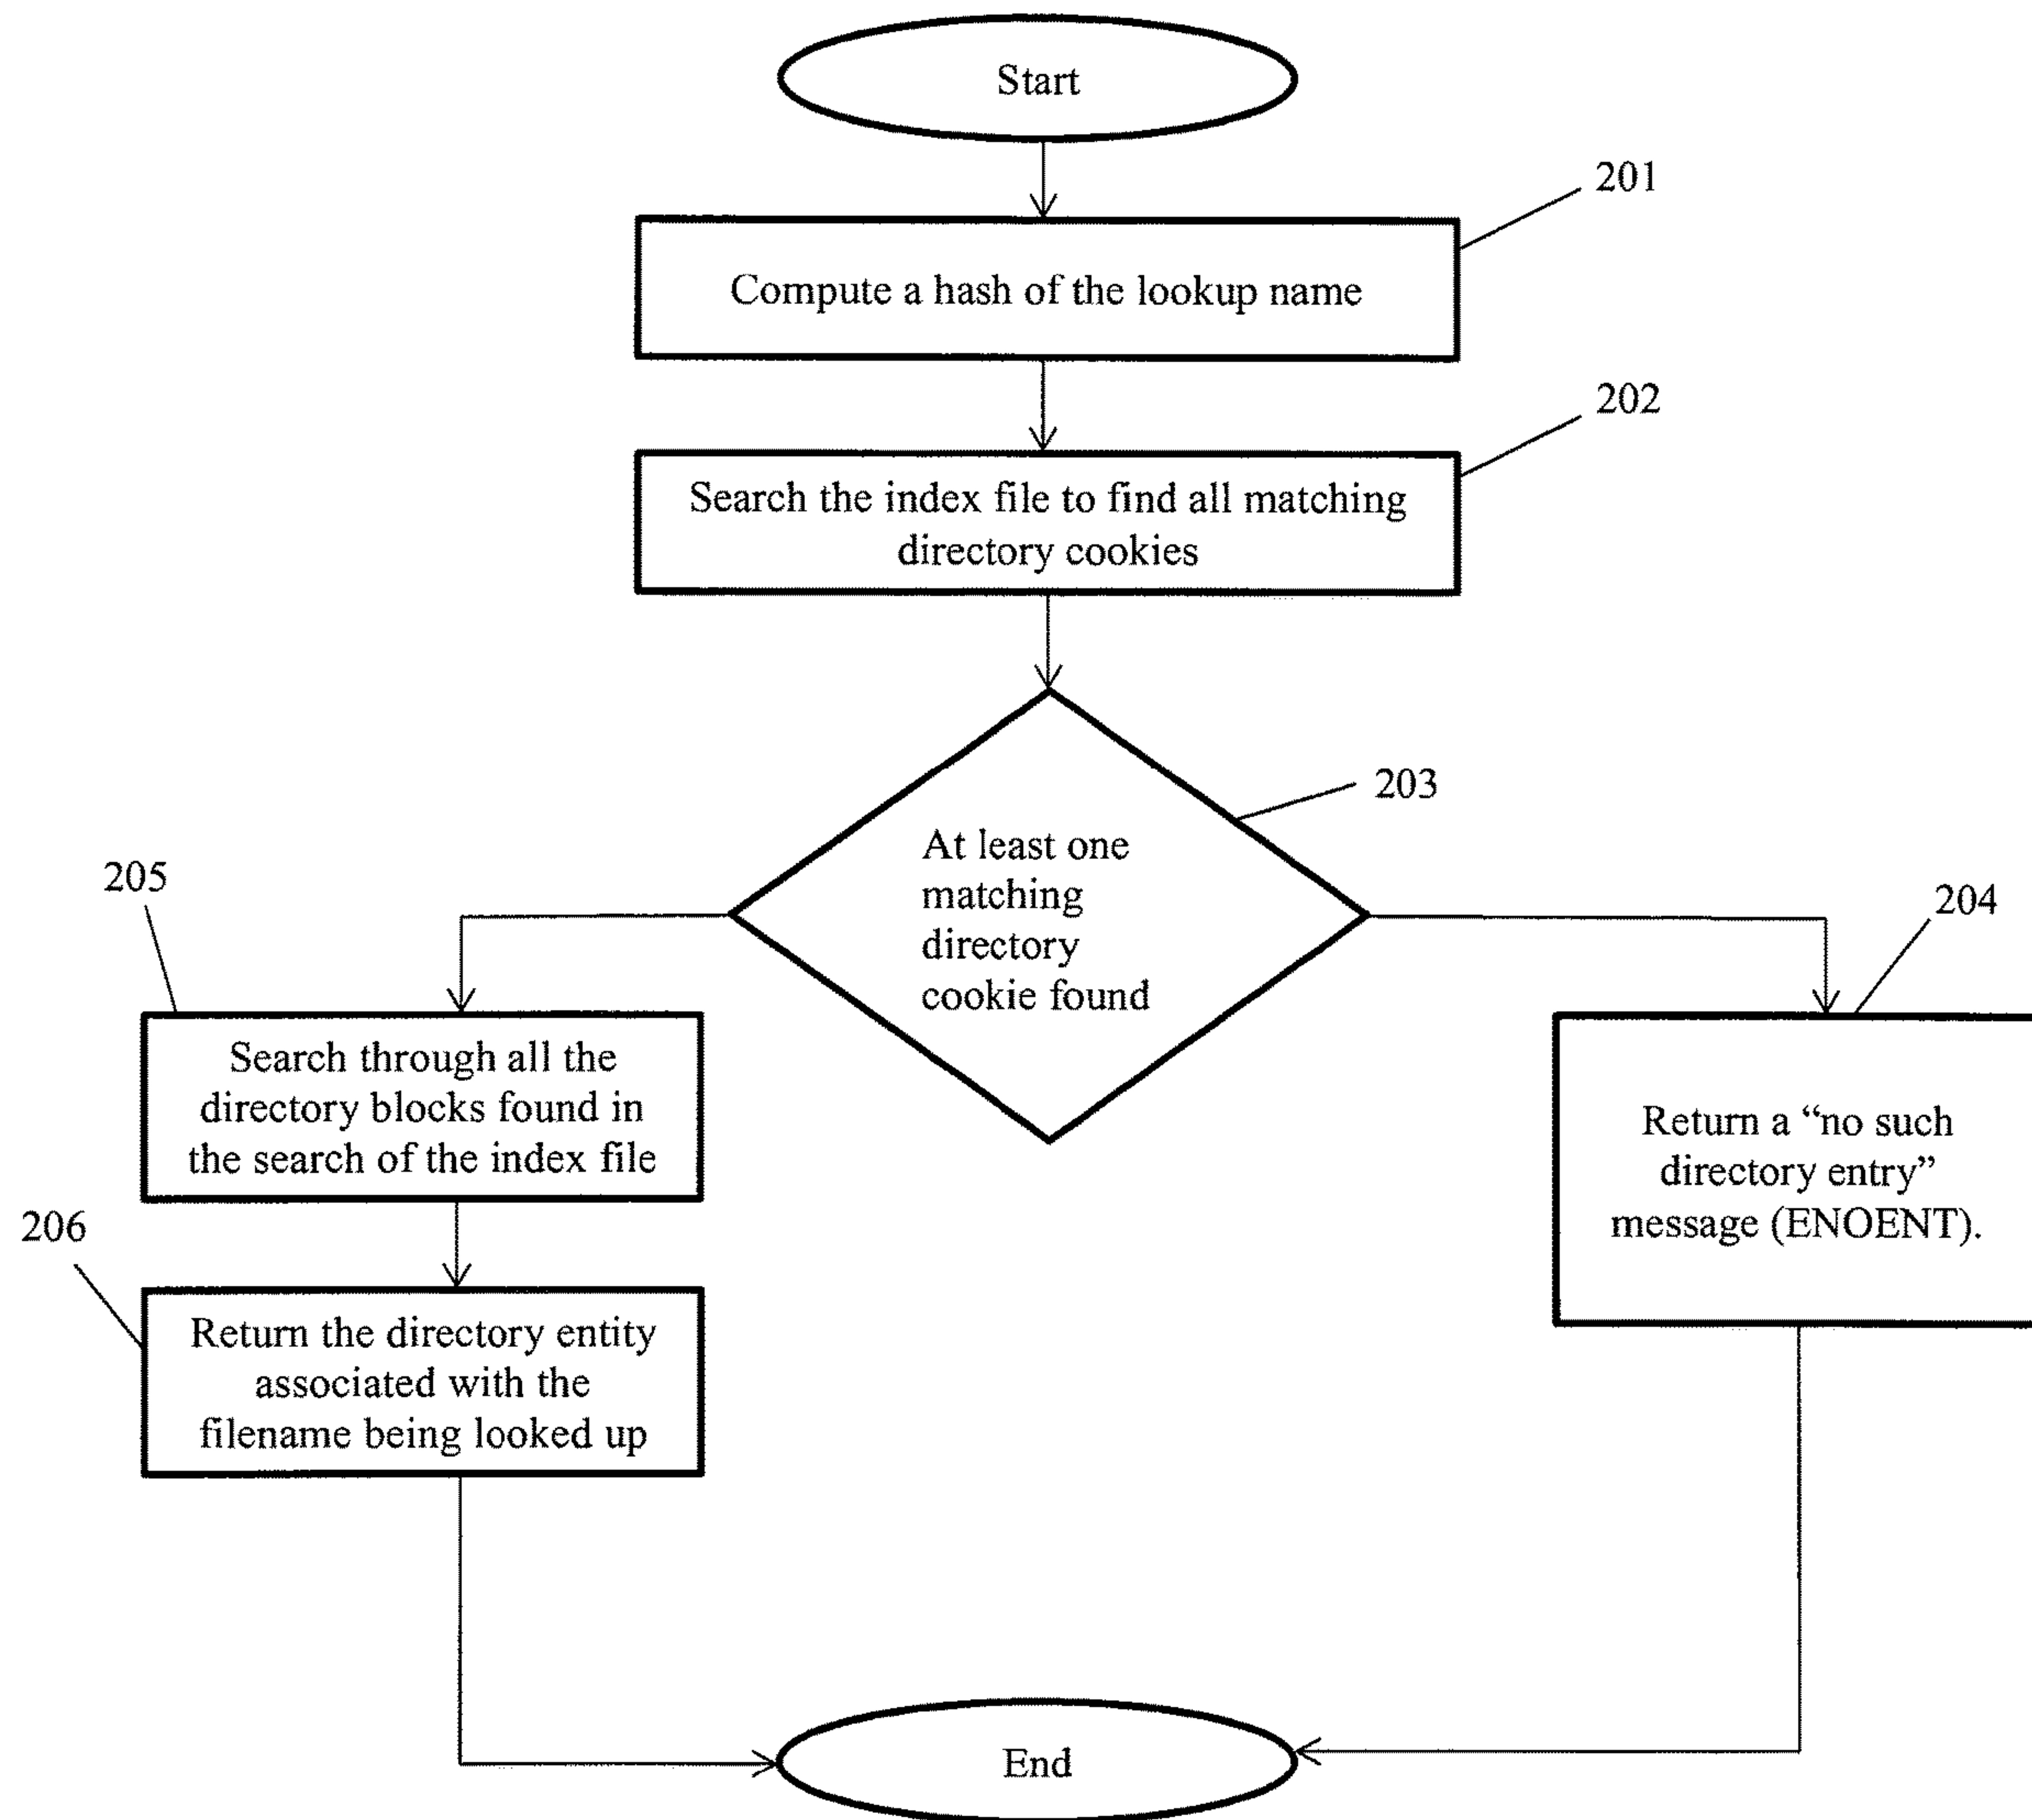 Start
201
Compute a hash of the lookup name
202
Search the index file to find all matching
directory cookies
203
At least one
matching
directory
cookie found
205
Search through all the
directory blocks found in
the search of the index file
204
Return a “no such
directory entry”
message (ENOENT).
206
Return the directory entity
associated with the
filename being looked up
End